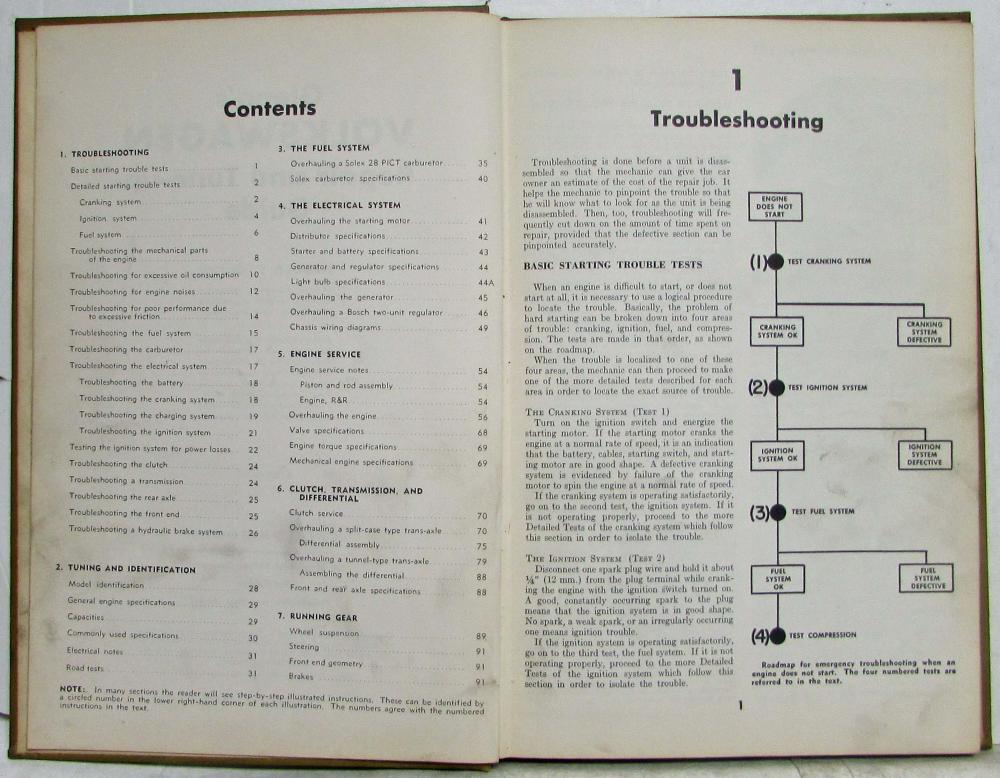 Contents
1. TROUBLESHOOTING
Basic starting trouble tests 1
Detailed starting trouble tests 2
Cranking system 2
Ignition system 4
Fuel system 6
Troubleshooting the mechanical parts
of the engine 8
Troubleshooting for excessive oil consumption 10
Troubleshooting for engine noises 12
Troubleshooting for poor performance due
to excessive friction 14
Troubleshooting the fuel system 15
Troubleshooting the carburetor 17
Troubleshooting the electrical system 17
Troubleshooting the battery 18
Troubleshooting the cranking system 18
Troubleshooting the charging system 19
Troubleshooting the ignition system 21
Testing the ignition system for power losses 22
Troubleshooting the clutch 24
Troubleshooting a transmission 24
Troubleshooting the rear axle 25
Troubleshooting the front end 25
Troubleshooting a hydraulic brake system 26
2. TUNING AND IDENTIFICATION
Model identification 28
General engine specifications 29
Capacities 29
Commonly used specifications 30
Electrical notes 31
Road tests 31
3. THE FUEL SYSTEM
Overhauling a Solex 28 PICT carburetor 35
Solex carburetor specifications 40
4. THE ELECTRICAL SYSTEM
Overhauling the starting motor 41
Distributor specifications 42
Starter and battery specifications 43
Generator and regulator specifications 44
Light bulb specifications 44A
Overhauling the generator 45
Overhauling a Bosch two-unit regulator 46
Chassis wiring diagrams 49
5. ENGINE SERVICE
Engine service notes 54
Piston and rod assembly 54
Engine, R&R 54
Overhauling the engine 56
Valve specifications 68
Engine torque specifications 69
Mechanical engine specifications 69
6. CLUTCH, TRANSMISSION, AND
DIFFERENTIAL
Clutch service 70
Overhauling a split-case type trans-axle 70
Differential assembly 75
Overhauling a tunnel-type trans-axle 79
Assembling the differential 88
Front and rear axle specifications 88
7. RUNNING GEAR
Wheel suspension 89
Steering 91
Front end geometry 91
Brakes 91
NOTE: In many sections the reader will see step-by-step illustrated instructions. These can be identified by
a circled number in the lower right-hand corner of each illustration. The numbers agree with the numbered
instructions in the text.
1
Troubleshooting
Troubleshooting is done before a unit is disas-
sembled so that the mechanic can give the car
owner an estimate of the cost of the repair job. It
helps the mechanic to pinpoint the trouble so that
he will know what to look for as the unit is being
disassembled. Then, too, troubleshooting will fre-
quently cut down on the amount of time spent on
repair, provided that the defective section can be
pinpointed accurately.
BASIC STARTING TROUBLE TESTS
When an engine is difficult to start, or does not
start at all, it is necessary to use a logical procedure
to locate the trouble. Basically, the problem of
hard starting can be broken down into four areas
of trouble: cranking, ignition, fuel, and compres-
sion. The tests are made in that order, as shown
on the roadmap.
When the trouble is localized to one of these
four areas, the mechanic can then proceed to make
one of the more detailed tests described for each
area in order to locate the exact source of trouble.
THE CRANKING SYSTEM (TEST 1)
Turn on the ignition switch and energize the
starting motor. If the starting motor cranks the
engine at a normal rate of speed, it is an indication
that the battery, cables, starting switch, and start-
ing motor are in good shape. A defective cranking
system is evidenced by failure of the cranking
motor to spin the engine at a normal rate of speed.
If the cranking system is operating satisfactorily,
go on to the second test, the ignition system. If it
is not operating properly, proceed to the more
Detailed Tests of the cranking system which follow
this section in order to isolate the trouble.
THE IGNITION SYSTEM (TEST 2)
Disconnect one spark plug wire and hold it about
½" (12 mm.) from the plug terminal while crank-
ing the engine with the ignition switch turned on.
A good, constantly occurring spark to the plug
means that the ignition system is in good shape.
No spark, a weak spark, or an irregularly occurring
one means ignition trouble.
If the ignition system is operating satisfactorily,
go on to the third test, the fuel system. If it is not
operating properly, proceed to the more Detailed
Tests of the ignition system which follow this
section in order to isolate the trouble.
ENGINE
DOES NOT
START
(1) TEST CRANKING SYSTEM
CRANKING
SYSTEM OK
CRANKING
SYSTEM
DEFECTIVE
(2) TEST IGNITION SYSTEM
IGNITION
SYSTEM OK
IGNITION
SYSTEM
DEFECTIVE
(3) TEST FUEL SYSTEM
FUEL
SYSTEM
OK
FUEL
SYSTEM
DEFECTIVE
(4) TEST COMPRESSION
Roadmap for emergency troubleshooting when an
engine does not start. The four numbered tests are
referred to in the text.
1